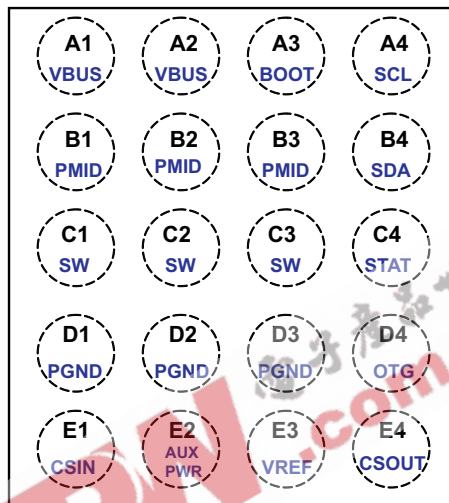 A1 A2 A3 A4
VBUS VBUS BOOT SCL
B1 B2 B3 B4
PMID PMID PMID SDA
C1 C2 C3 C4
SW SW SW STAT
D1 D2 D3 D4
PGND PGND PGND OTG
E1 E2 E3 E4
CSIN AUX PWR VREF CSOUT
.com